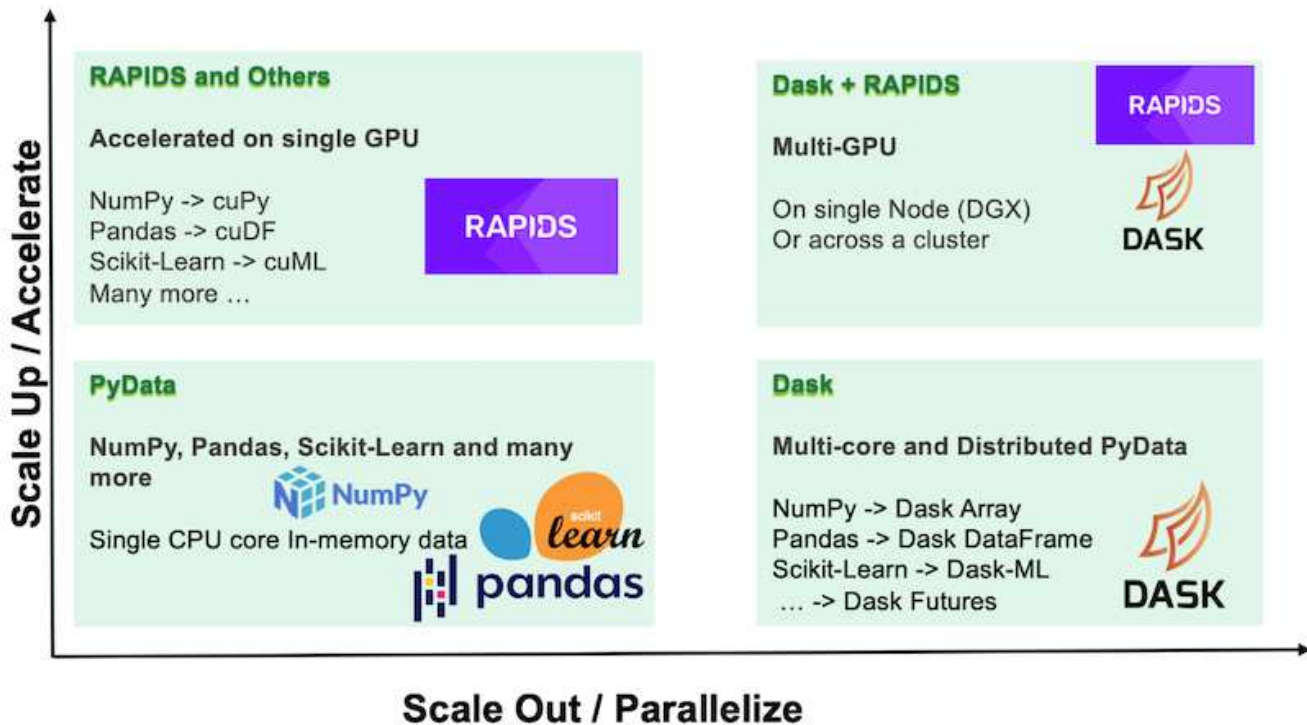 Scale Up / Accelerate
RAPIDS and Others
Accelerated on single GPU
NumPy -> cuPy
Pandas -> cuDF
Scikit-Learn -> cuML
Many more …
RAPIDS
Dask + RAPIDS
RAPIDS
Multi-GPU
On single Node (DGX)
Or across a cluster
DASK
PyData
NumPy, Pandas, Scikit-Learn and many
more
NumPy
Single CPU core In-memory data
scikit
learn
pandas
Dask
Multi-core and Distributed PyData
NumPy -> Dask Array
Pandas -> Dask DataFrame
Scikit-Learn -> Dask-ML
… -> Dask Futures
DASK
Scale Out / Parallelize